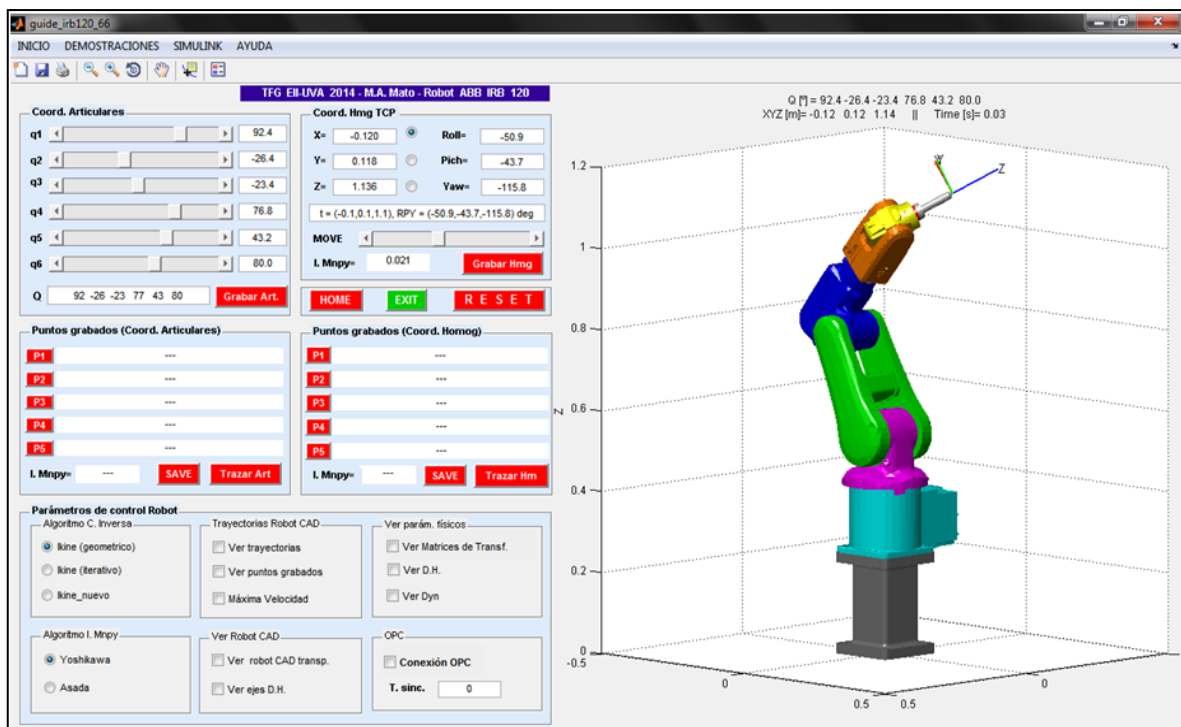 guide_irb120_66
INICIO DEMOSTRACIONES SIMULINK AYUDA
TFG EII-UVA 2014 - M.A. Mato - Robot ABB IRB 120
Coord. Articulares
q1 92.4
q2 -26.4
q3 -23.4
q4 76.8
q5 43.2
q6 80.0
Q 92 -26 -23 77 43 80 Grabar Art.
Coord. Hmg TCP
X= -0.120 Roll= -50.9
Y= 0.118 Pich= -43.7
Z= 1.136 Yaw= -115.8
t = (-0.1,0.1,1.1), RPY = (-50.9,-43.7,-115.8) deg
MOVE
I. Mnpy= 0.021 Grabar Hmg
HOME EXIT R E S E T
Puntos grabados (Coord. Articulares)
P1 ---
P2 ---
P3 ---
P4 ---
P5 ---
I. Mnpy= --- SAVE Trazar Art
Puntos grabados (Coord. Homog)
P1 ---
P2 ---
P3 ---
P4 ---
P5 ---
I. Mnpy= --- SAVE Trazar Hm
Parámetros de control Robot
Algoritmo C. Inversa
Ikine (geometrico)
Ikine (iterativo)
Ikine_nuevo
Trayectorias Robot CAD
Ver trayectorias
Ver puntos grabados
Máxima Velocidad
Ver parám. físicos
Ver Matrices de Transf.
Ver D.H.
Ver Dyn
Algoritmo I. Mnpy
Yoshikawa
Asada
Ver Robot CAD
Ver robot CAD transp.
Ver ejes D.H.
OPC
Conexión OPC
T. sinc. 0
Q [º] = 92.4 -26.4 -23.4 76.8 43.2 80.0
XYZ [m]= -0.12 0.12 1.14 || Time [s]= 0.03
1.2
1
0.8
0.6
0.4
0.2
0
Z
-0.5
0
0.5
0.5
0
-0.5
Y
Z